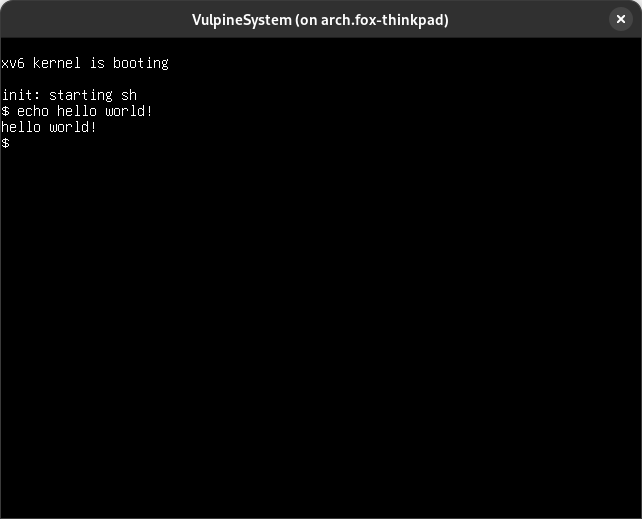 VulpineSystem (on arch.fox-thinkpad)
xv6 kernel is booting
init: starting sh
$ echo hello world!
hello world!
$